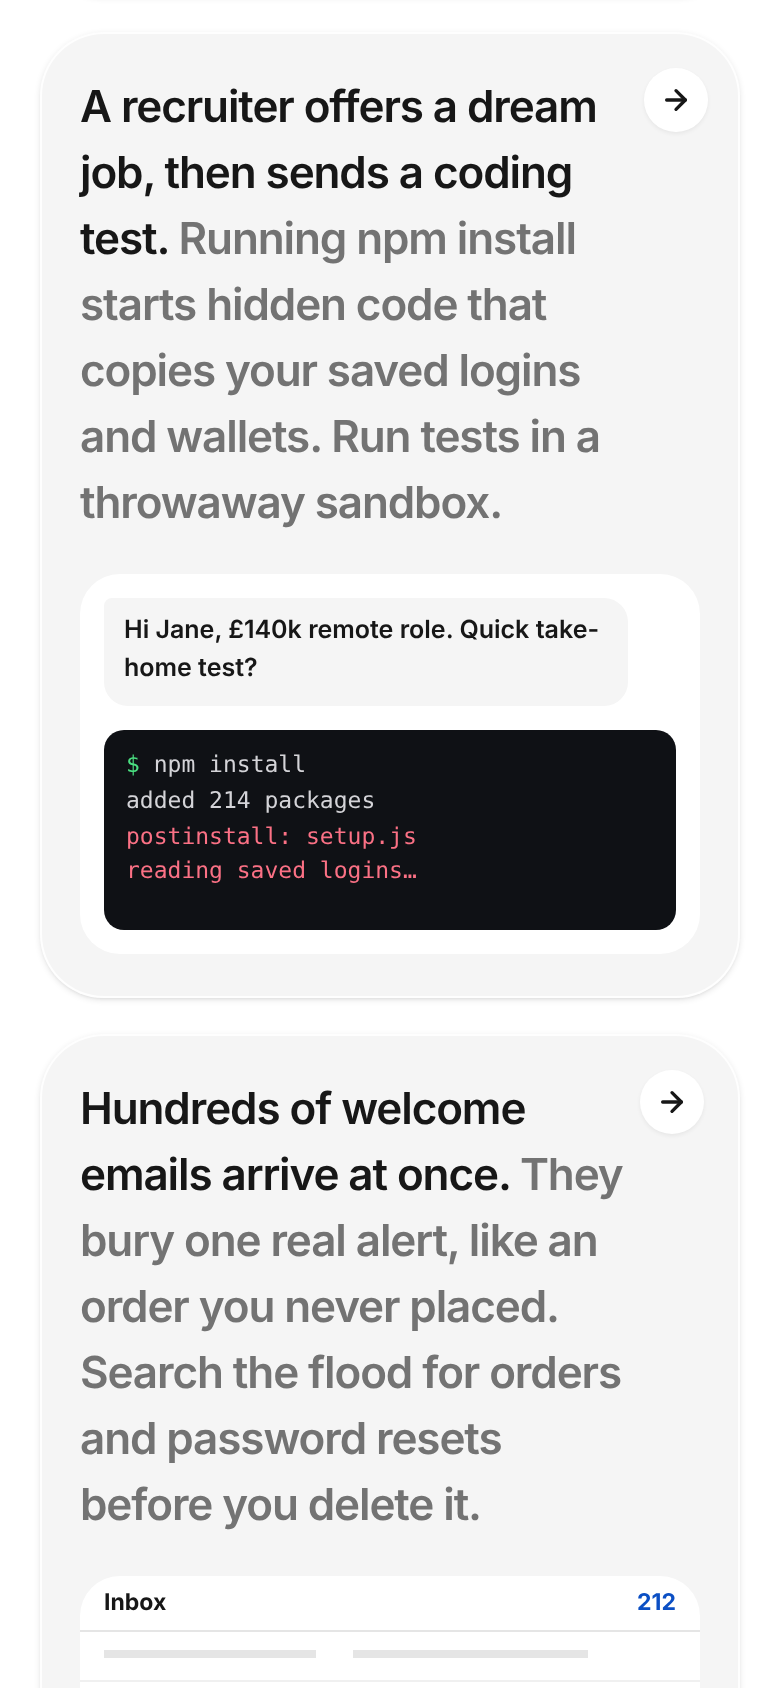 A recruiter offers a dream
job, then sends a coding
test. Running npm install
starts hidden code that
copies your saved logins
and wallets. Run tests in a
throwaway sandbox.
Hi Jane, £140k remote role. Quick take-
home test?
$ npm install
added 214 packages
postinstall: setup.js
reading saved logins…
Hundreds of welcome
emails arrive at once. They
bury one real alert, like an
order you never placed.
Search the flood for orders
and password resets
before you delete it.
Inbox 212